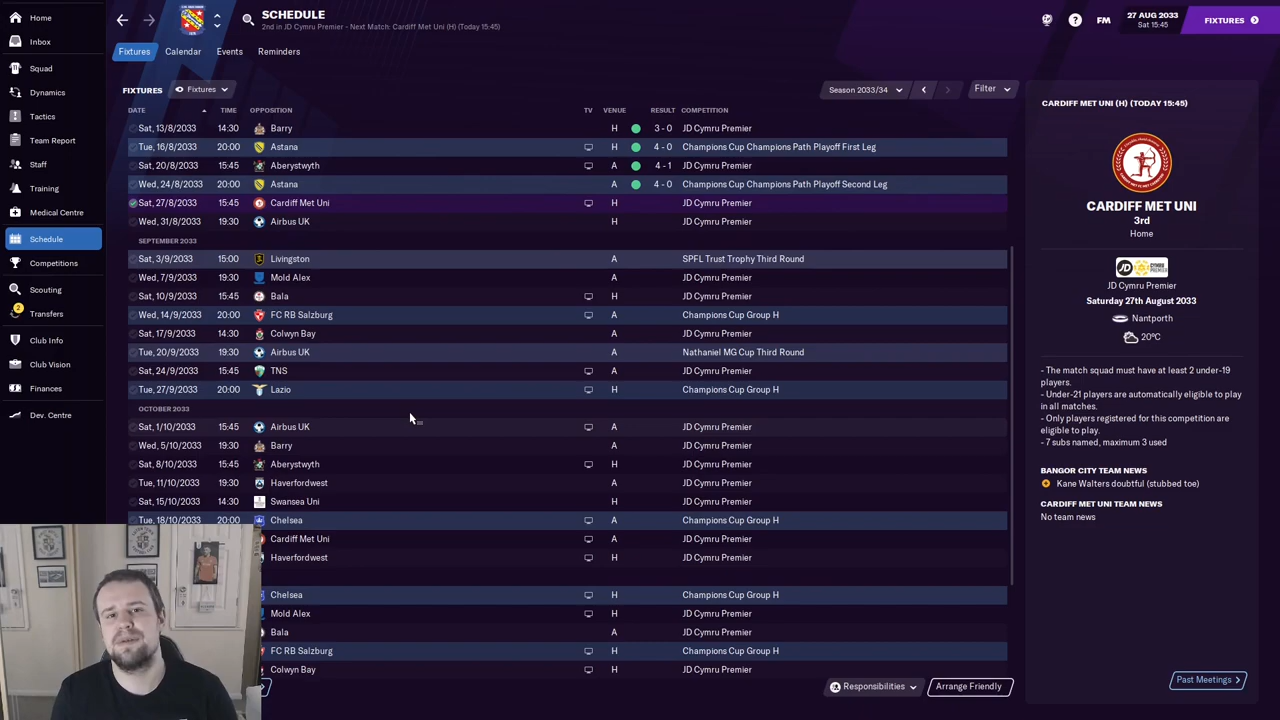 Home
Inbox
Squad
Dynamics
Tactics
Team Report
Staff
Training
Medical Centre
Schedule
Competitions
Scouting
2
Transfers
Club Info
Club Vision
Finances
Dev. Centre
SCHEDULE
2nd in JD Cymru Premier - Next Match: Cardiff Met Uni (H) (Today 15:45)
? FM 27 AUG 2033 Sat 15:45 FIXTURES
Fixtures Calendar Events Reminders
FIXTURES Fixtures Season 2033/34 Filter
DATE TIME OPPOSITION TV VENUE RESULT COMPETITION
Sat, 13/8/2033 14:30 Barry H 3 - 0 JD Cymru Premier
Tue, 16/8/2033 20:00 Astana H 4 - 0 Champions Cup Champions Path Playoff First Leg
Sat, 20/8/2033 15:45 Aberystwyth A 4 - 1 JD Cymru Premier
Wed, 24/8/2033 20:00 Astana A 4 - 0 Champions Cup Champions Path Playoff Second Leg
Sat, 27/8/2033 15:45 Cardiff Met Uni H JD Cymru Premier
Wed, 31/8/2033 19:30 Airbus UK H JD Cymru Premier
SEPTEMBER 2033
Sat, 3/9/2033 15:00 Livingston A SPFL Trust Trophy Third Round
Wed, 7/9/2033 19:30 Mold Alex A JD Cymru Premier
Sat, 10/9/2033 15:45 Bala H JD Cymru Premier
Wed, 14/9/2033 20:00 FC RB Salzburg A Champions Cup Group H
Sat, 17/9/2033 14:30 Colwyn Bay A JD Cymru Premier
Tue, 20/9/2033 19:30 Airbus UK A Nathaniel MG Cup Third Round
Sat, 24/9/2033 15:45 TNS A JD Cymru Premier
Tue, 27/9/2033 20:00 Lazio H Champions Cup Group H
OCTOBER 2033
Sat, 1/10/2033 15:45 Airbus UK A JD Cymru Premier
Wed, 5/10/2033 19:30 Barry A JD Cymru Premier
Sat, 8/10/2033 15:45 Aberystwyth H JD Cymru Premier
Tue, 11/10/2033 19:30 Haverfordwest A JD Cymru Premier
Sat, 15/10/2033 14:30 Swansea Uni H JD Cymru Premier
Tue, 18/10/2033 20:00 Chelsea A Champions Cup Group H
Cardiff Met Uni A JD Cymru Premier
Haverfordwest H JD Cymru Premier
Chelsea H Champions Cup Group H
Mold Alex H JD Cymru Premier
Bala A JD Cymru Premier
FC RB Salzburg H Champions Cup Group H
Colwyn Bay H JD Cymru Premier
Responsibilities Arrange Friendly
CARDIFF MET UNI (H) (TODAY 15:45)
CARDIFF MET UNI
3rd
Home
JD CYMRU PREMIER
JD Cymru Premier
Saturday 27th August 2033
Nantporth
20°C
- The match squad must have at least 2 under-19
players.
- Under-21 players are automatically eligible to play
in all matches.
- Only players registered for this competition are
eligible to play.
- 7 subs named, maximum 3 used
BANGOR CITY TEAM NEWS
Kane Walters doubtful (stubbed toe)
CARDIFF MET UNI TEAM NEWS
No team news
Past Meetings